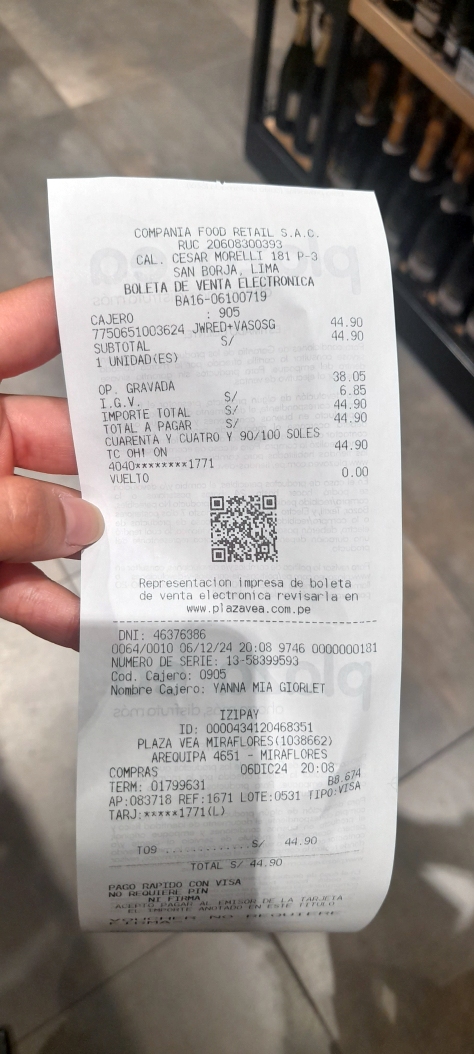 COMPANIA FOOD RETAIL S.A.C.
RUC 20608300393
CAL. CESAR MORELLI 181 P-3
SAN BORJA, LIMA
BOLETA DE VENTA ELECTRONICA
BA16-06100719
CAJERO : 905
7750651003624 JWRED+VASOSG 44.90
SUBTOTAL S/ 44.90
1 UNIDAD(ES)
OP. GRAVADA 38.05
I.G.V. S/ 6.85
IMPORTE TOTAL S/ 44.90
TOTAL A PAGAR S/ 44.90
CUARENTA Y CUATRO Y 90/100 SOLES
TC OH! ON 44.90
4040********1771
VUELTO 0.00
Representacion impresa de boleta
de venta electronica revisarla en
www.plazavea.com.pe
DNI: 46376386
0064/0010 06/12/24 20:08 9746 0000000181
NUMERO DE SERIE: 13-58399593
Cod. Cajero: 0905
Nombre Cajero: YANNA MIA GIORLET
IZIPAY
ID: 0000434120468351
PLAZA VEA MIRAFLORES(1038662)
AREQUIPA 4651 - MIRAFLORES
COMPRAS 06DIC24 20:08
TERM: 01799631 B8.674
AP:083718 REF:1671 LOTE:0531 TIPO:VISA
TARJ:*****1771(L)
T09 .............S/ 44.90
TOTAL S/ 44.90
PAGO RAPIDO CON VISA
NO REQUIERE PIN
NI FIRMA
ACEPTO PAGAR AL EMISOR DE LA TARJETA
EL IMPORTE ANOTADO EN ESTE TITULO
VOUCHER NO REQUIERE